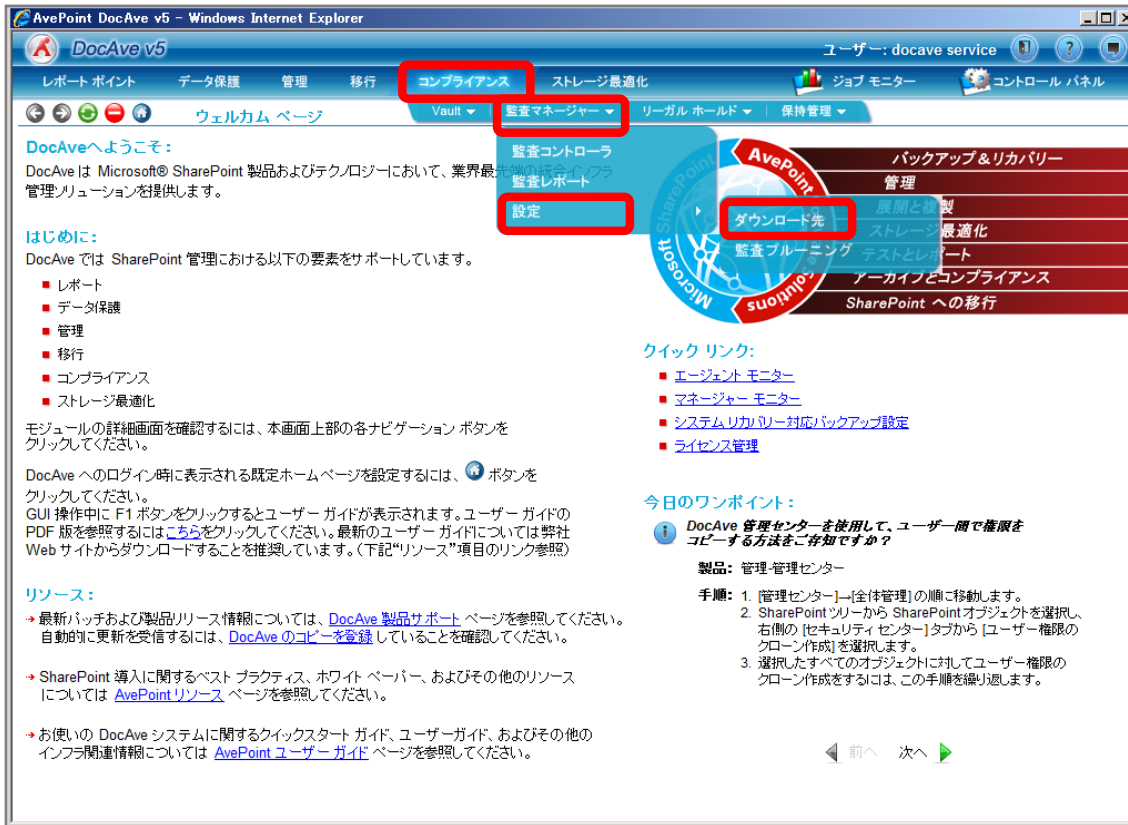 AvePoint DocAve v5 - Windows Internet Explorer
DocAve v5
ユーザー: docave service
レポート ポイント データ保護 管理 移行 コンプライアンス ストレージ最適化 ジョブ モニター コントロール パネル
ウェルカム ページ Vault 監査マネージャー リーガル ホールド 保持管理
監査コントローラ
監査レポート
設定
ダウンロード先
監査プルーニング
DocAveへようこそ：
DocAve は Microsoft® SharePoint 製品およびテクノロジーにおいて、業界最先端の統合インフラ
管理ソリューションを提供します。
はじめに：
DocAve では SharePoint 管理における以下の要素をサポートしています。
レポート
データ保護
管理
移行
コンプライアンス
ストレージ最適化
モジュールの詳細画面を確認するには、本画面上部の各ナビゲーション ボタンを
クリックしてください。
DocAve へのログイン時に表示される既定ホームページを設定するには、 ボタンを
クリックしてください。
GUI 操作中に F1 ボタンをクリックするとユーザー ガイドが表示されます。ユーザー ガイドの
PDF 版を参照するにはこちらをクリックしてください。最新のユーザー ガイドについては弊社
Web サイトからダウンロードすることを推奨しています。（下記“リソース”項目のリンク参照）
リソース：
最新パッチおよび製品リリース情報については、DocAve 製品サポート ページを参照してください。
自動的に更新を受信するには、DocAve のコピーを登録 していることを確認してください。
SharePoint 導入に関するベスト プラクティス、ホワイト ペーパー、およびその他のリソース
については AvePoint リソース ページを参照してください。
お使いの DocAve システムに関するクイックスタート ガイド、ユーザーガイド、およびその他の
インフラ関連情報については AvePoint ユーザー ガイド ページを参照してください。
Microsoft SharePoint
AvePoint Solutions
バックアップ＆リカバリー
管理
展開と複製
ストレージ最適化
テストとレポート
アーカイブとコンプライアンス
SharePoint への移行
クイック リンク:
エージェント モニター
マネージャー モニター
システム リカバリー対応バックアップ設定
ライセンス管理
今日のワンポイント：
DocAve 管理センターを使用して、ユーザー間で権限を
コピーする方法をご存知ですか？
製品: 管理-管理センター
手順: 1. [管理センター]→[全体管理] の順に移動します。
2. SharePoint ツリーから SharePoint オブジェクトを選択し、
右側の [セキュリティ センター] タブから [ユーザー権限の
クローン作成] を選択します。
3. 選択したすべてのオブジェクトに対してユーザー権限の
クローン作成をするには、この手順を繰り返します。
前へ 次へ